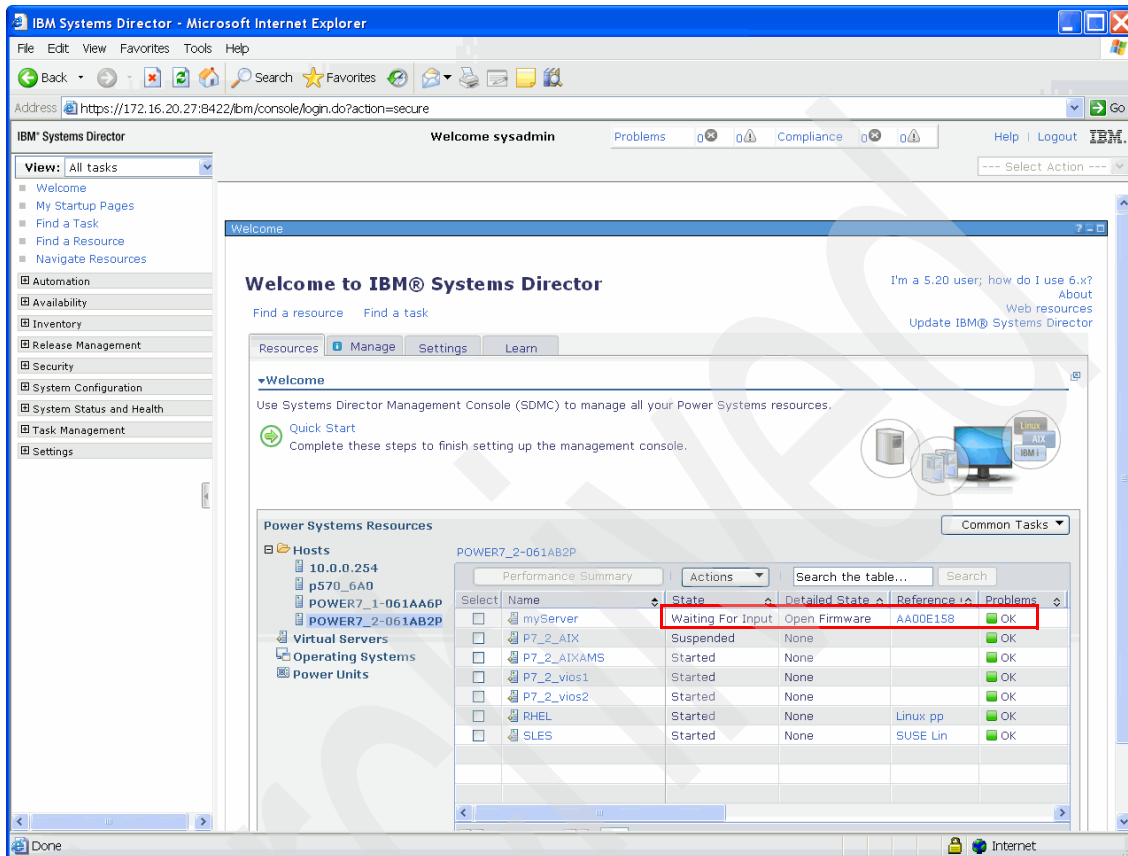 IBM Systems Director - Microsoft Internet Explorer
File Edit View Favorites Tools Help
Back Search Favorites
Address https://172.16.20.27:8422/ibm/console/login.do?action=secure Go
IBM® Systems Director Welcome sysadmin Problems 0 0 Compliance 0 0 Help | Logout IBM.
View: All tasks --- Select Action ---
Welcome
My Startup Pages
Find a Task
Find a Resource
Navigate Resources
Automation
Availability
Inventory
Release Management
Security
System Configuration
System Status and Health
Task Management
Settings
Welcome ? – □
Welcome to IBM® Systems Director
I'm a 5.20 user; how do I use 6.x?
About
Web resources
Update IBM® Systems Director
Find a resource Find a task
Resources Manage Settings Learn
Welcome
Use Systems Director Management Console (SDMC) to manage all your Power Systems resources.
Quick Start
Complete these steps to finish setting up the management console.
Linux
AIX
IBM i
Power Systems Resources Common Tasks
Hosts
10.0.0.254
p570_6A0
POWER7_1-061AA6P
POWER7_2-061AB2P
Virtual Servers
Operating Systems
Power Units
POWER7_2-061AB2P
Performance Summary Actions Search the table... Search
Select Name State Detailed State Reference Problems
myServer Waiting For Input Open Firmware AA00E158 OK
P7_2_AIX Suspended None OK
P7_2_AIXAMS Started None OK
P7_2_vios1 Started None OK
P7_2_vios2 Started None OK
RHEL Started None Linux pp OK
SLES Started None SUSE Lin OK
Done Internet